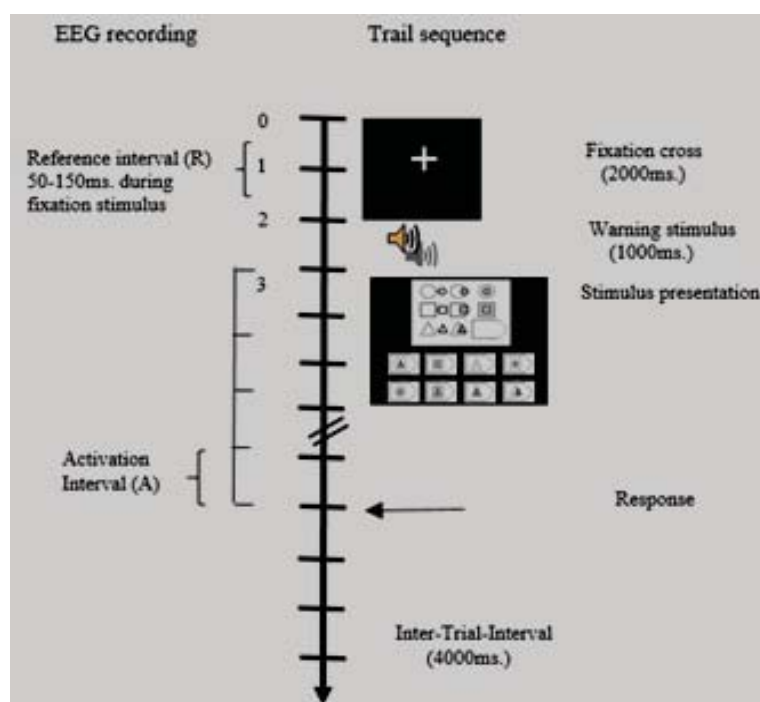 EEG recording
Trail sequence
0
Reference interval (R)
50-150ms. during
fixation stimulus
1
Fixation cross
(2000ms.)
2
Warning stimulus
(1000ms.)
3
Stimulus presentation
Activation
Interval (A)
Response
Inter-Trial-Interval
(4000ms.)